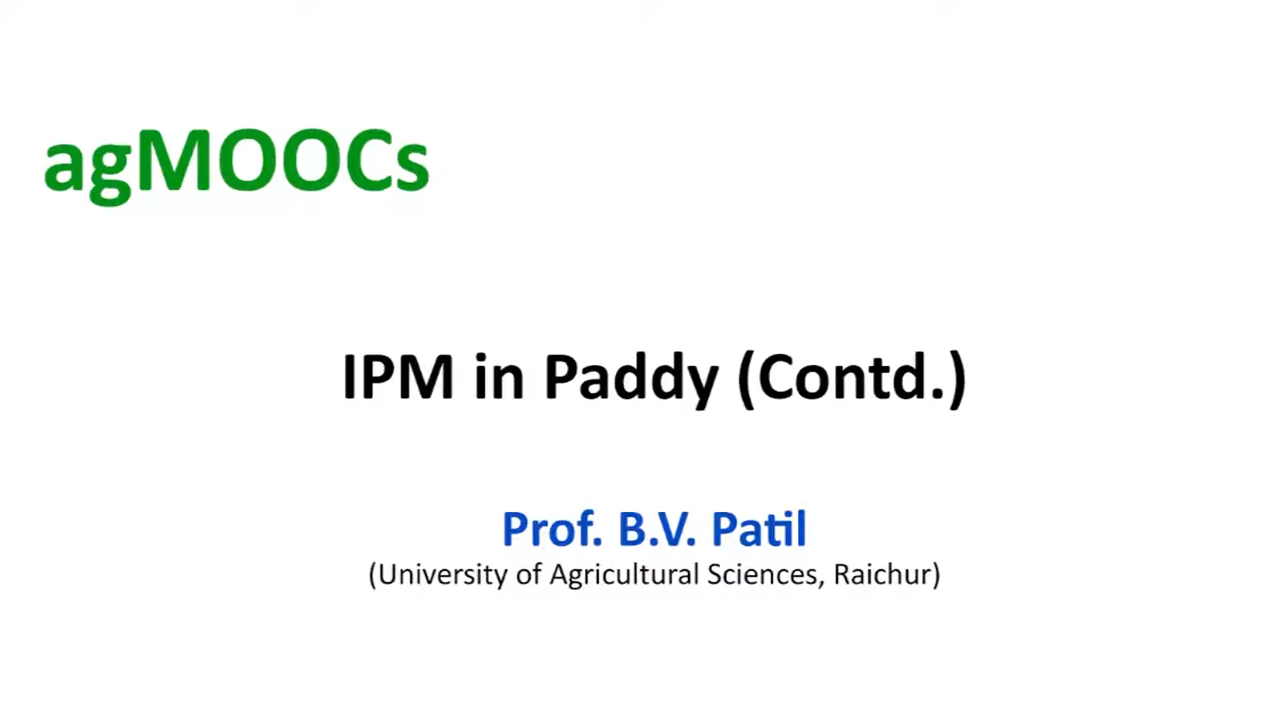 agMOOCs
IPM in Paddy (Contd.)
Prof. B.V. Patil
(University of Agricultural Sciences, Raichur)